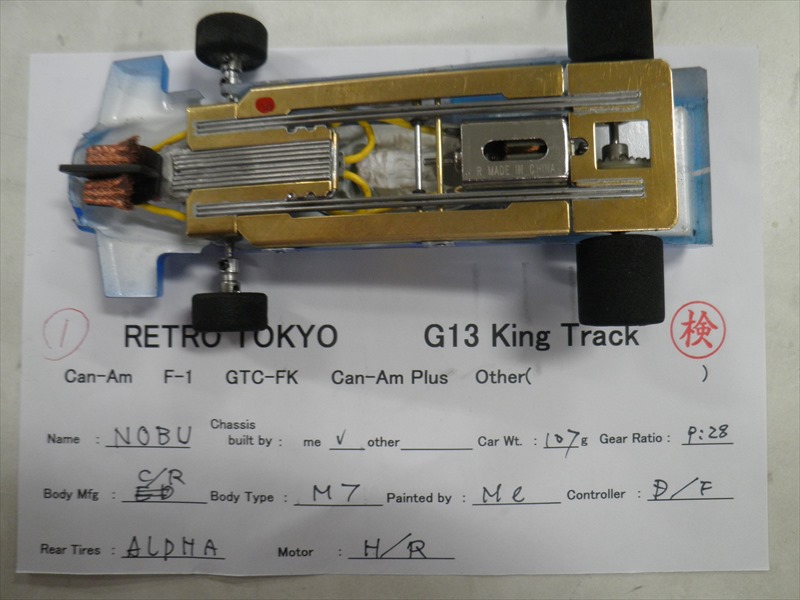 R MADE IN CHINA
1 RETRO TOKYO G13 King Track 検
Can-Am F-1 GTC-FK Can-Am Plus Other( )
Name : NOBU Chassis built by : me √ other Car Wt. : 107g Gear Ratio : 9:28
Body Mfg : C/R Body Type : M7 Painted by : Me Controller : D/F
Rear Tires : ALPHA Motor : H/R